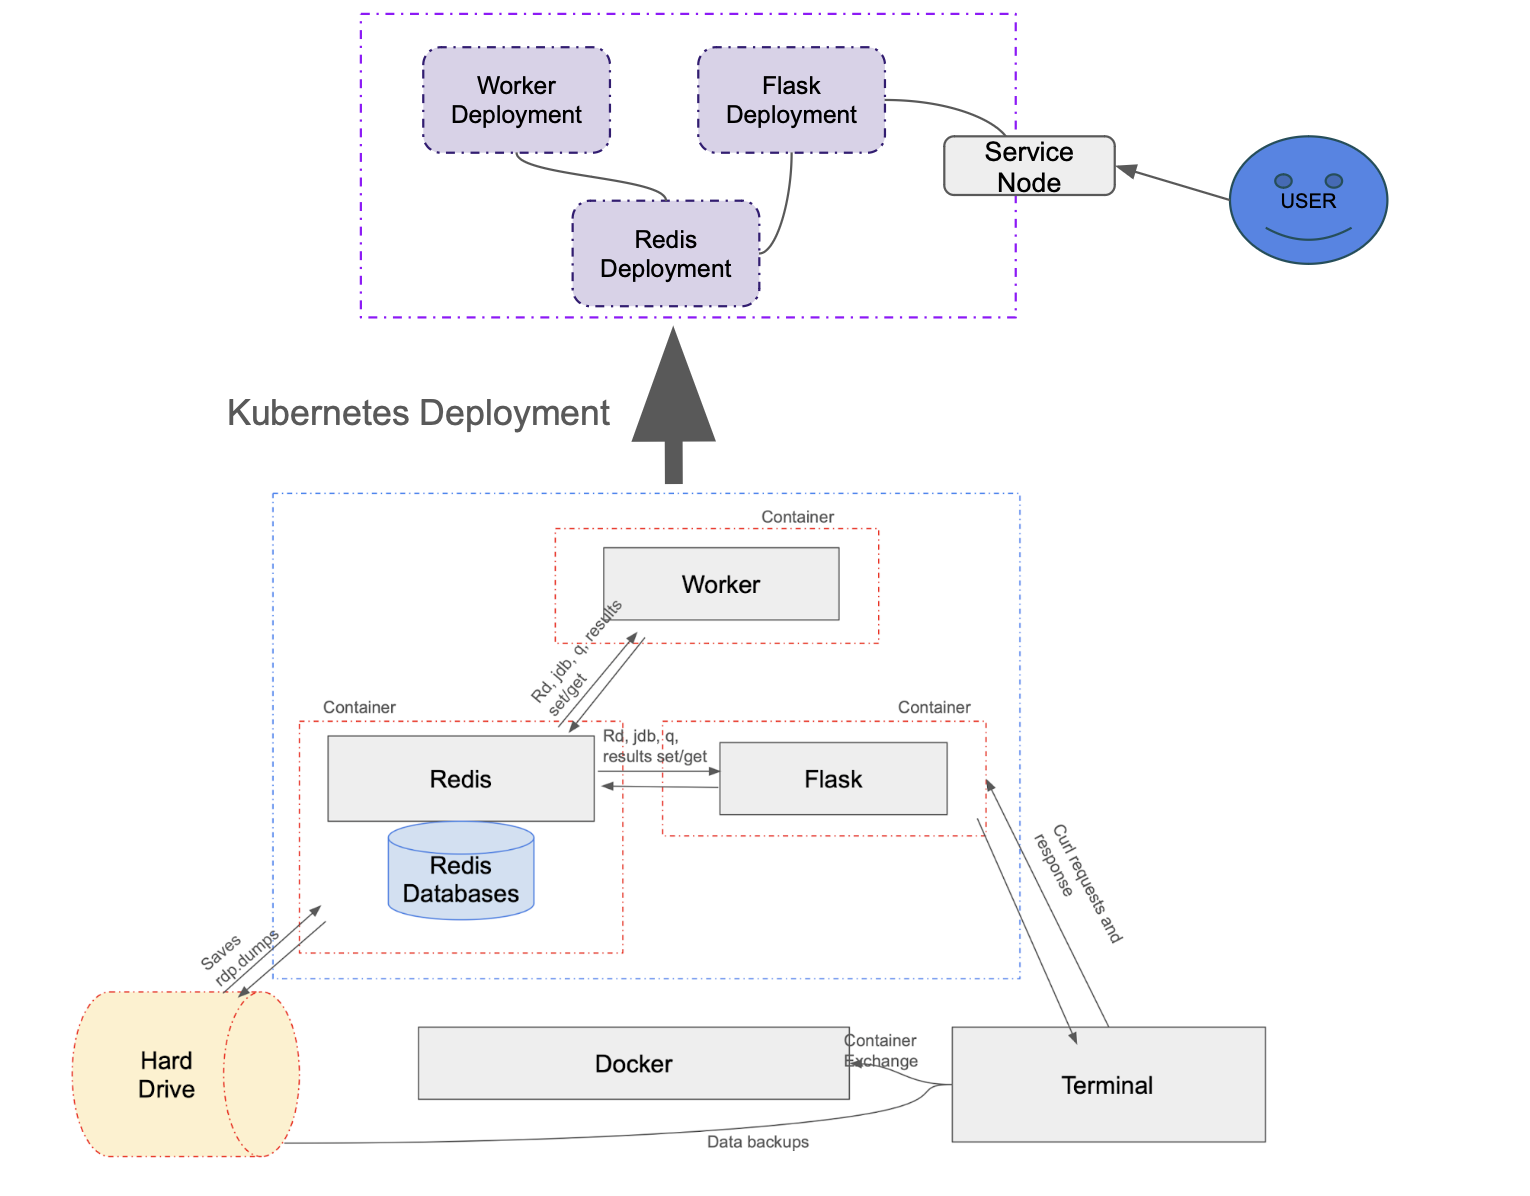 Worker
Deployment
Flask
Deployment
Service
Node
USER
Redis
Deployment
Kubernetes Deployment
Container
Worker
Rd, jdb, q, results
set/get
Container
Container
Rd, jdb, q,
results set/get
Redis
Flask
Redis
Databases
Curl requests and
response
Saves
rdp.dumps
Hard
Drive
Docker
Container
Exchange
Terminal
Data backups